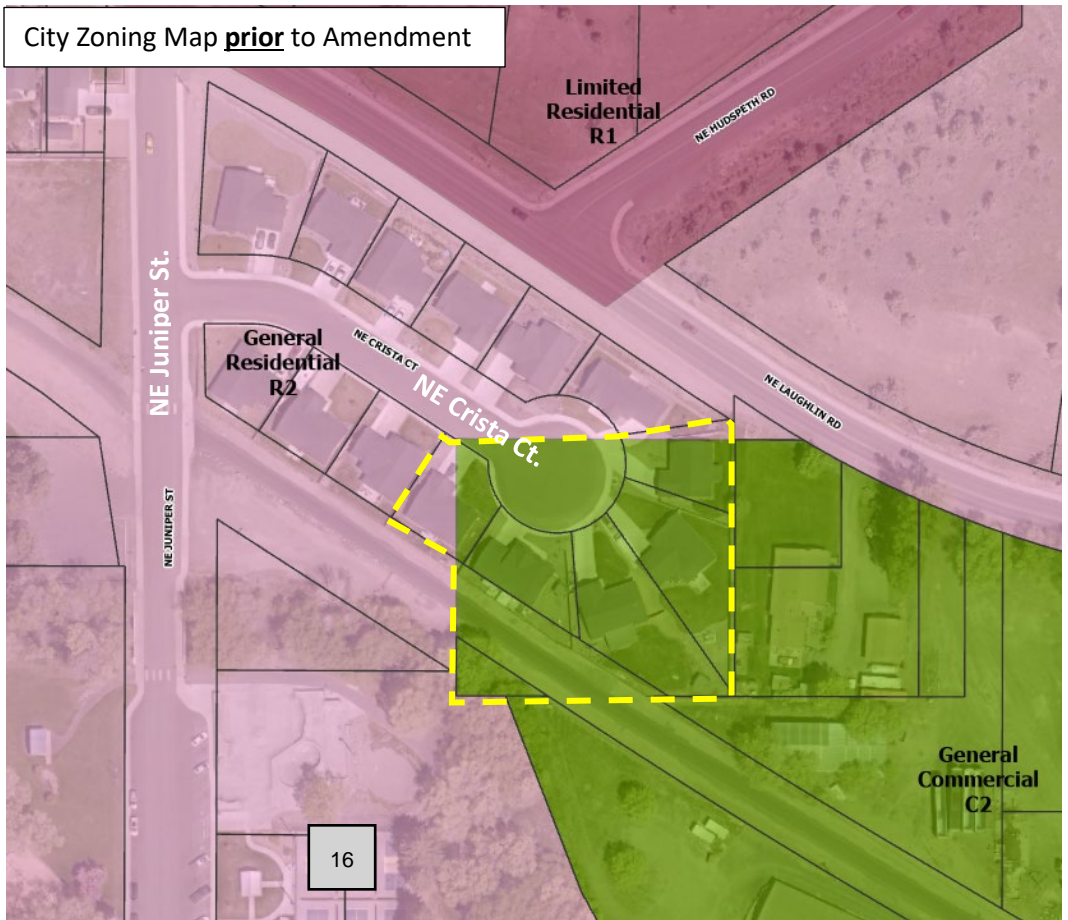 City Zoning Map prior to Amendment
Limited
Residential
R1
NE HUDSPETH RD
NE Juniper St.
General
Residential
R2
NE CRISTA CT
NE Crista Ct.
NE LAUGHLIN RD
NE JUNIPER ST
General
Commercial
C2
16